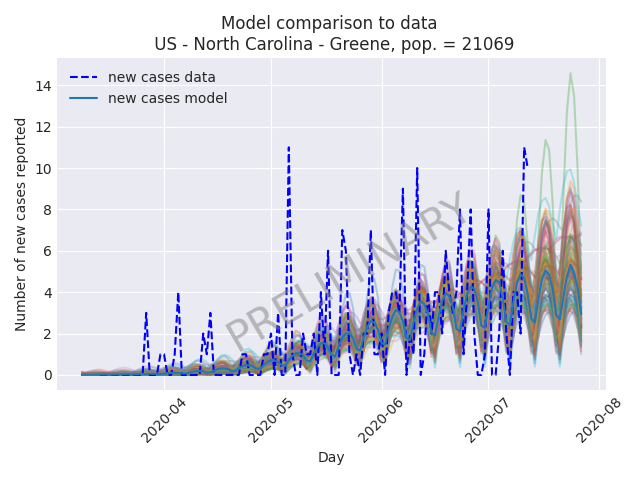 Model comparison to data
US - North Carolina - Greene, pop. = 21069
new cases data
new cases model
Number of new cases reported
14
12
10
8
6
4
2
0
PRELIMINARY
2020-04
2020-05
2020-06
2020-07
2020-08
Day